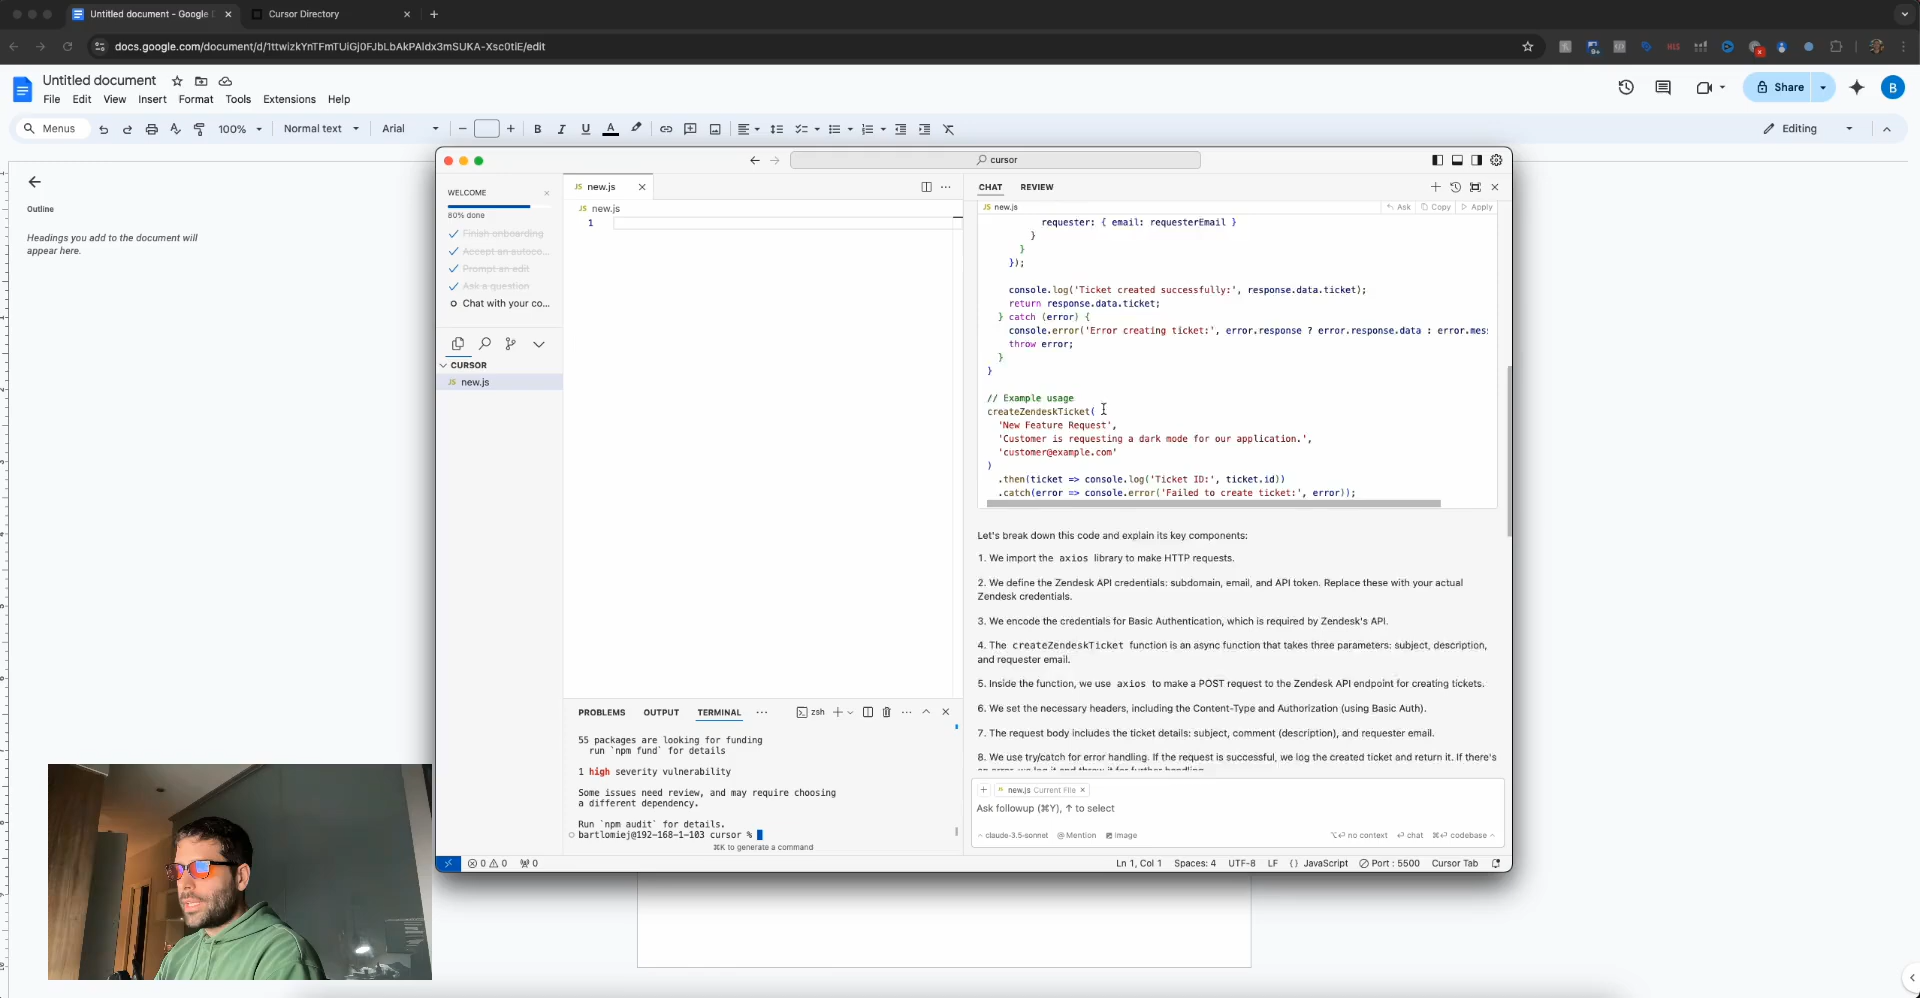 Untitled document - Google D
Cursor Directory
docs.google.com/document/d/1ttwizkYnTFmTUiGj0FJbLbAkPAldx3mSUKA-Xsc0tiE/edit
Untitled document
File Edit View Insert Format Tools Extensions Help
Share
B
Menus
100%
Normal text
Arial
Editing
Outline
Headings you add to the document will
appear here.
cursor
WELCOME
80% done
Finish onboarding
Accept an autoco...
Prompt an edit
Ask a question
Chat with your co...
CURSOR
JS new.js
JS new.js
JS new.js
1
CHAT REVIEW
JS new.js
Ask Copy Apply
requester: { email: requesterEmail }
}
}
});
console.log('Ticket created successfully:', response.data.ticket);
return response.data.ticket;
} catch (error) {
console.error('Error creating ticket:', error.response ? error.response.data : error.mes
throw error;
}
}
// Example usage
createZendeskTicket(
'New Feature Request',
'Customer is requesting a dark mode for our application.',
'customer@example.com'
)
.then(ticket => console.log('Ticket ID:', ticket.id))
.catch(error => console.error('Failed to create ticket:', error));
Let's break down this code and explain its key components:
1. We import the axios library to make HTTP requests.
2. We define the Zendesk API credentials: subdomain, email, and API token. Replace these with your actual
Zendesk credentials.
3. We encode the credentials for Basic Authentication, which is required by Zendesk's API.
4. The createZendeskTicket function is an async function that takes three parameters: subject, description,
and requester email.
5. Inside the function, we use axios to make a POST request to the Zendesk API endpoint for creating tickets.
6. We set the necessary headers, including the Content-Type and Authorization (using Basic Auth).
7. The request body includes the ticket details: subject, comment (description), and requester email.
8. We use try/catch for error handling. If the request is successful, we log the created ticket and return it. If there's
new.js Current File
Ask followup (⌘Y), ↑ to select
claude-3.5-sonnet @Mention Image
no context chat codebase
PROBLEMS OUTPUT TERMINAL
zsh
55 packages are looking for funding
run `npm fund` for details
1 high severity vulnerability
Some issues need review, and may require choosing
a different dependency.
Run `npm audit` for details.
bartlomiej@192-168-1-103 cursor %
⌘K to generate a command
0 0 0
Ln 1, Col 1 Spaces: 4 UTF-8 LF {} JavaScript Port : 5500 Cursor Tab